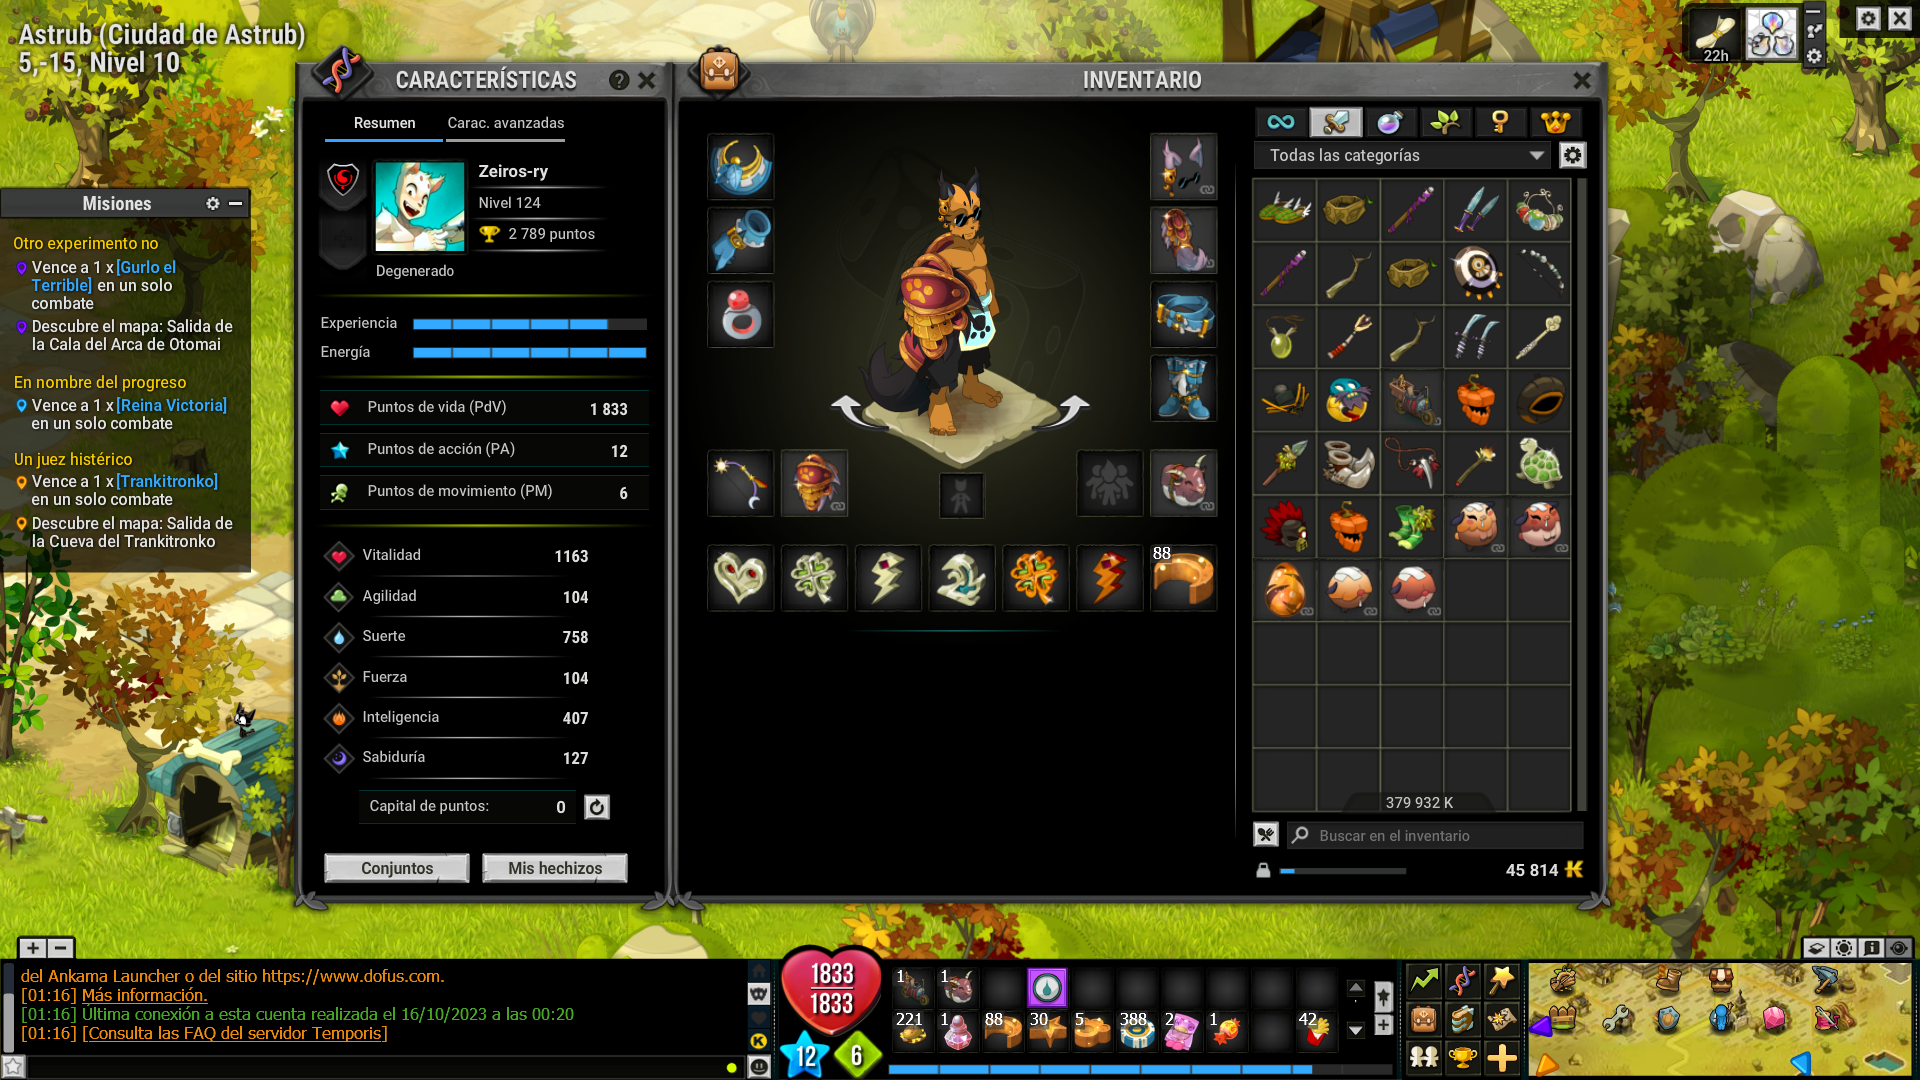 Astrub (Ciudad de Astrub)
5,-15, Nivel 10
22h
Misiones
Otro experimento no
Vence a 1 x [Gurlo el
Terrible] en un solo
combate
Descubre el mapa: Salida de
la Cala del Arca de Otomai
En nombre del progreso
Vence a 1 x [Reina Victoria]
en un solo combate
Un juez histérico
Vence a 1 x [Trankitronko]
en un solo combate
Descubre el mapa: Salida de
la Cueva del Trankitronko
CARACTERÍSTICAS
Resumen
Carac. avanzadas
Zeiros-ry
Nivel 124
2 789 puntos
Degenerado
Experiencia
Energía
Puntos de vida (PdV) 1 833
Puntos de acción (PA) 12
Puntos de movimiento (PM) 6
Vitalidad 1163
Agilidad 104
Suerte 758
Fuerza 104
Inteligencia 407
Sabiduría 127
Capital de puntos: 0
Conjuntos
Mis hechizos
INVENTARIO
88
Todas las categorías
379 932 K
Buscar en el inventario
45 814
del Ankama Launcher o del sitio https://www.dofus.com.
[01:16] Más información.
[01:16] Última conexión a esta cuenta realizada el 16/10/2023 a las 00:20
[01:16] [Consulta las FAQ del servidor Temporis]
1833
1833
12
6
1 1
221 1 88 30 5 388 2 1 42